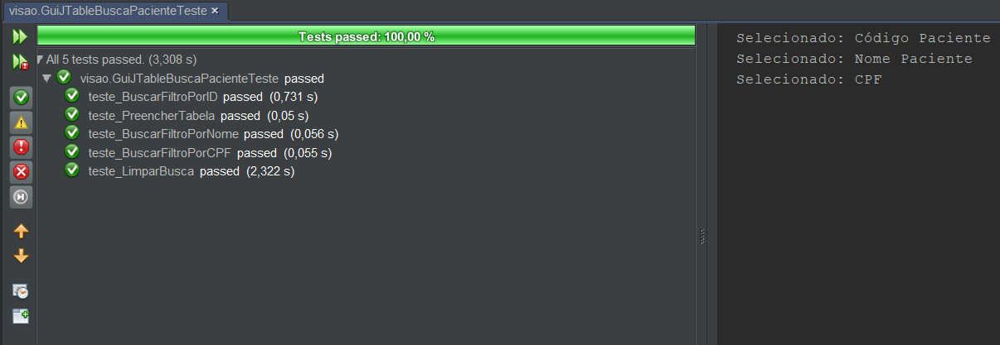 visao.GuiJTableBuscaPacienteTeste ×
Tests passed: 100,00 %
All 5 tests passed. (3,308 s)
visao.GuiJTableBuscaPacienteTeste passed
teste_BuscarFiltroPorID passed (0,731 s)
teste_PreencherTabela passed (0,05 s)
teste_BuscarFiltroPorNome passed (0,056 s)
teste_BuscarFiltroPorCPF passed (0,055 s)
teste_LimparBusca passed (2,322 s)
Selecionado: Código Paciente
Selecionado: Nome Paciente
Selecionado: CPF